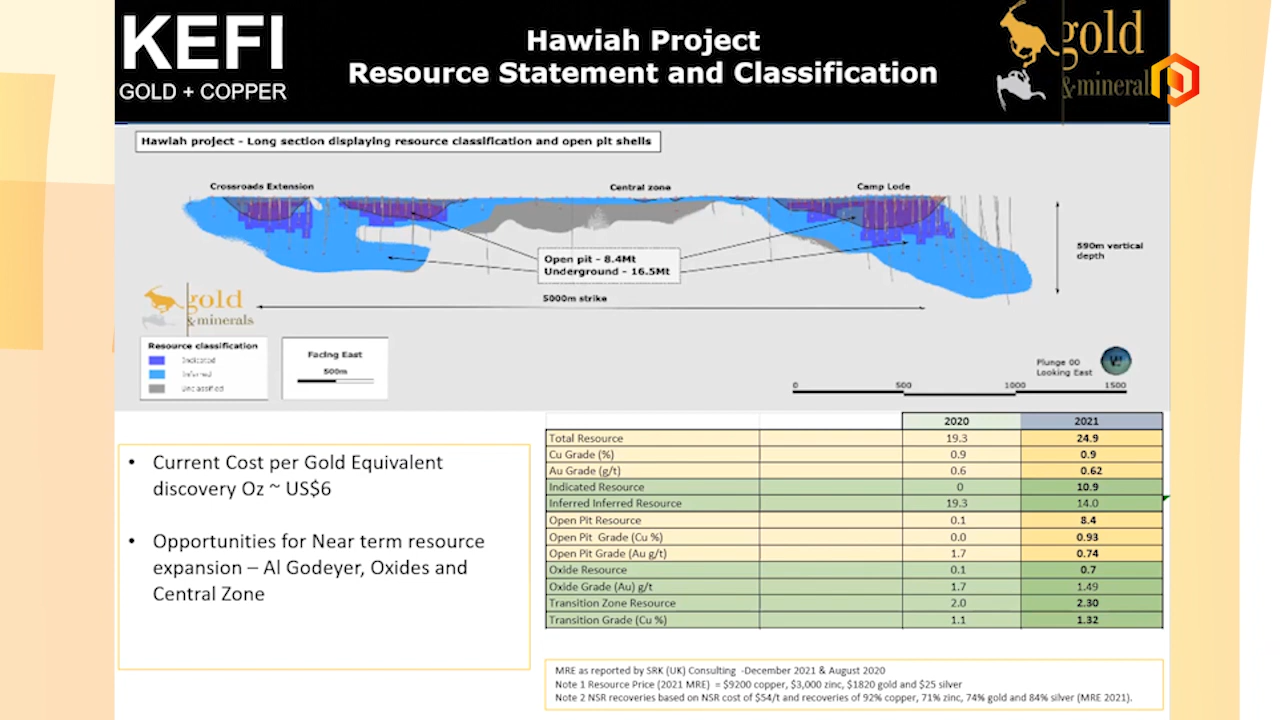 KEFI
GOLD + COPPER
Hawiah Project
Resource Statement and Classification
gold
& mineral
Hawiah project - Long section displaying resource classification and open pit shells
Crossroads Extension
Central zone
Camp Lode
Open pit - 8.4Mt
Underground - 16.5Mt
590m vertical
depth
5000m strike
gold
& minerals
Resource classification
Indicated
Inferred
Unclassified
Facing East
500m
Plunge 00
Looking East
0 500 1000 1500
• Current Cost per Gold Equivalent
discovery Oz ~ US$6
• Opportunities for Near term resource
expansion – Al Godeyer, Oxides and
Central Zone
2020 2021
Total Resource 19.3 24.9
Cu Grade (%) 0.9 0.9
Au Grade (g/t) 0.6 0.62
Indicated Resource 0 10.9
Inferred Inferred Resource 19.3 14.0
Open Pit Resource 0.1 8.4
Open Pit Grade (Cu %) 0.0 0.93
Open Pit Grade (Au g/t) 1.7 0.74
Oxide Resource 0.1 0.7
Oxide Grade (Au) g/t 1.7 1.49
Transition Zone Resource 2.0 2.30
Transition Grade (Cu %) 1.1 1.32
MRE as reported by SRK (UK) Consulting -December 2021 & August 2020
Note 1 Resource Price (2021 MRE) = $9200 copper, $3,000 zinc, $1820 gold and $25 silver
Note 2 NSR recoveries based on NSR cost of $54/t and recoveries of 92% copper, 71% zinc, 74% gold and 84% silver (MRE 2021).